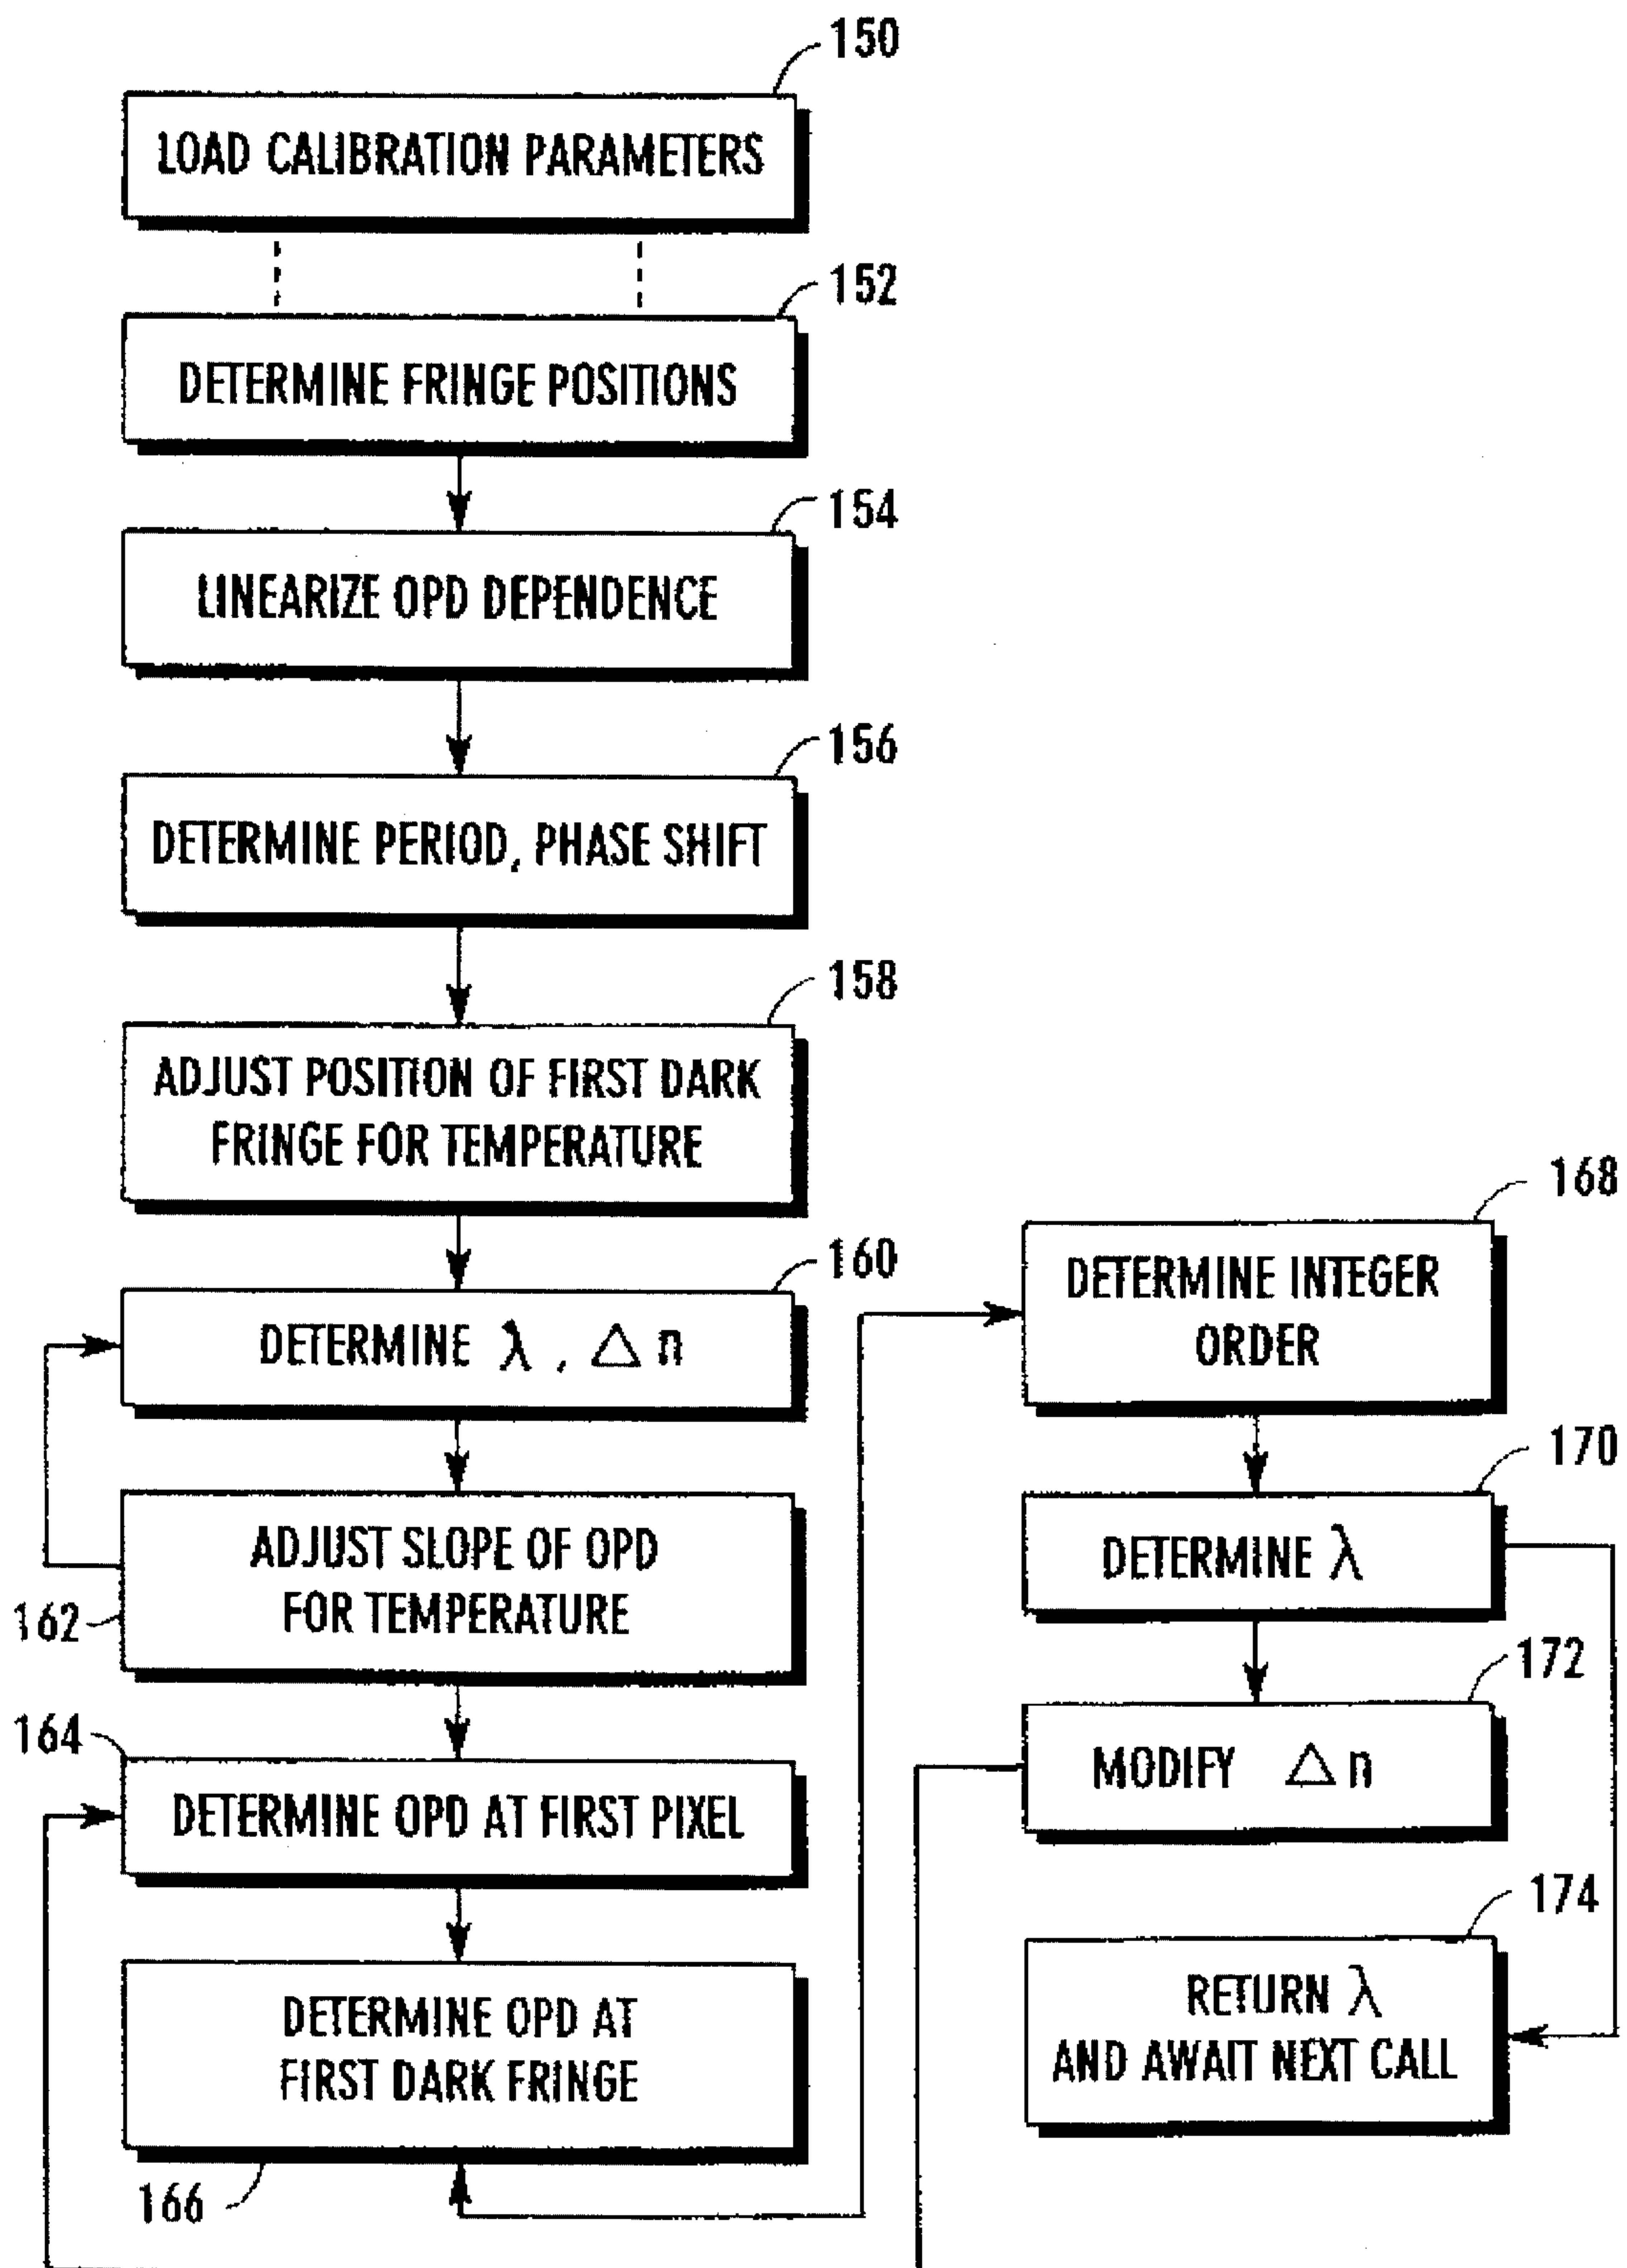 150
LOAD CALIBRATION PARAMETERS
152
DETERMINE FRINGE POSITIONS
154
LINEARIZE OPD DEPENDENCE
156
DETERMINE PERIOD, PHASE SHIFT
158
ADJUST POSITION OF FIRST DARK
FRINGE FOR TEMPERATURE
160
DETERMINE λ, △n
162
ADJUST SLOPE OF OPD
FOR TEMPERATURE
164
DETERMINE OPD AT FIRST PIXEL
166
DETERMINE OPD AT
FIRST DARK FRINGE
168
DETERMINE INTEGER
ORDER
170
DETERMINE λ
172
MODIFY △n
174
RETURN λ
AND AWAIT NEXT CALL